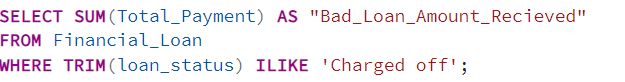 SELECT SUM(Total_Payment) AS "Bad_Loan_Amount_Recieved"
FROM Financial_Loan
WHERE TRIM(loan_status) ILIKE 'Charged off';